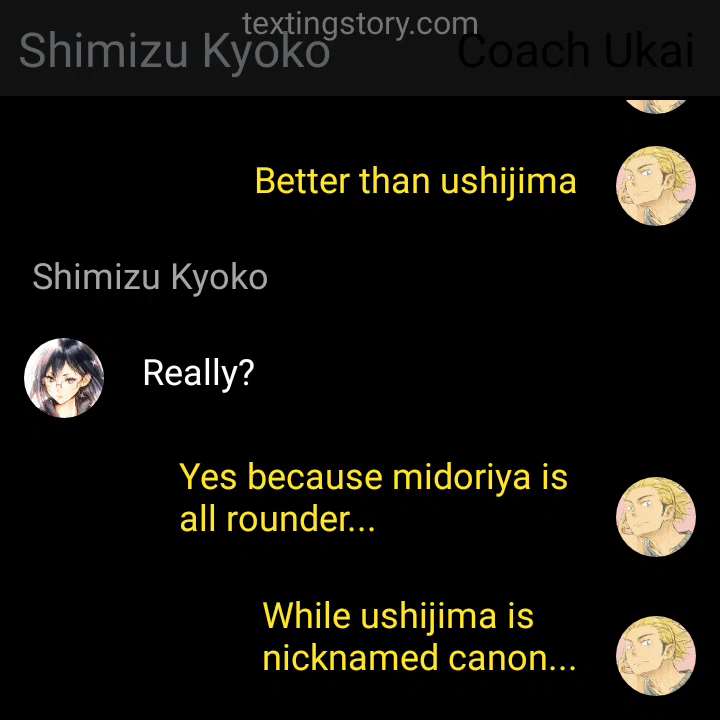 textingstory.com
Shimizu Kyoko
Coach Ukai
Better than ushijima
Shimizu Kyoko
Really?
Yes because midoriya is
all rounder...
While ushijima is
nicknamed canon...